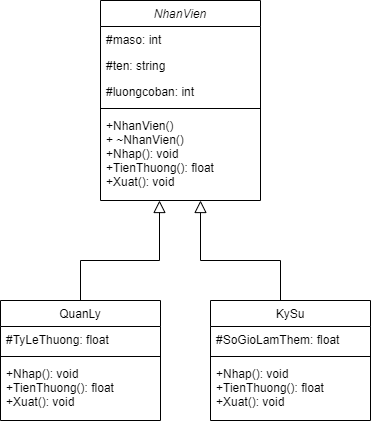 NhanVien
#maso: int
#ten: string
#luongcoban: int
+NhanVien()
+ ~NhanVien()
+Nhap(): void
+TienThuong(): float
+Xuat(): void
QuanLy
#TyLeThuong: float
+Nhap(): void
+TienThuong(): float
+Xuat(): void
KySu
#SoGioLamThem: float
+Nhap(): void
+TienThuong(): float
+Xuat(): void